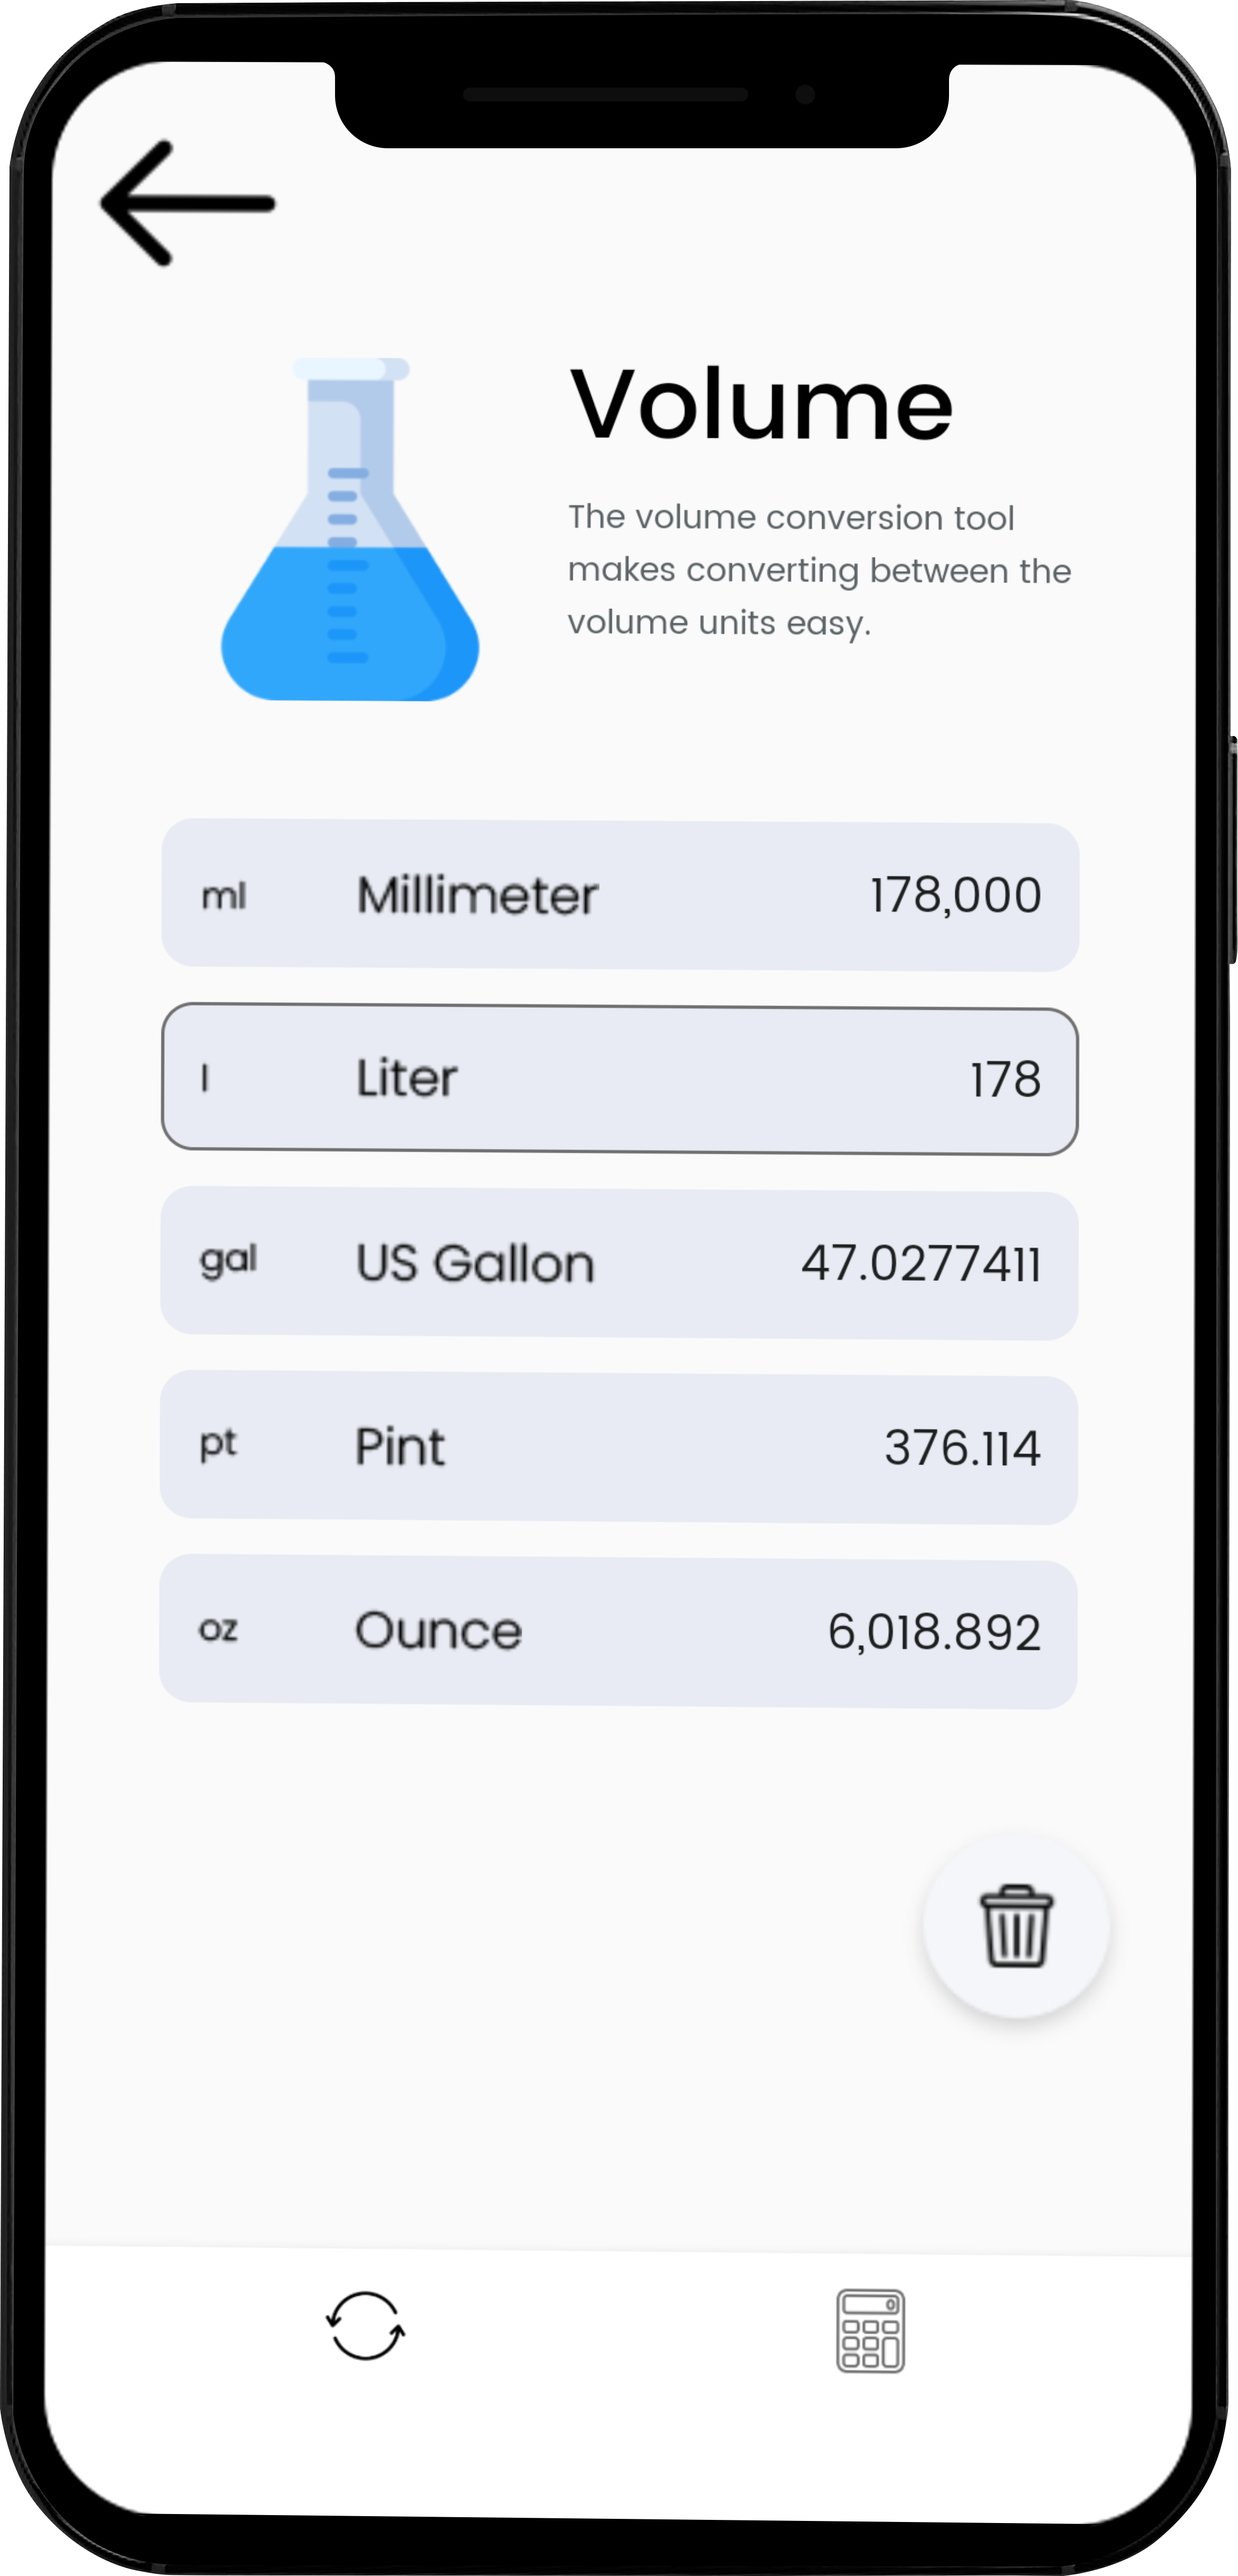 Volume
The volume conversion tool
makes converting between the
volume units easy.
ml Millimeter 178,000
l Liter 178
gal US Gallon 47.0277411
pt Pint 376.114
oz Ounce 6,018.892
0